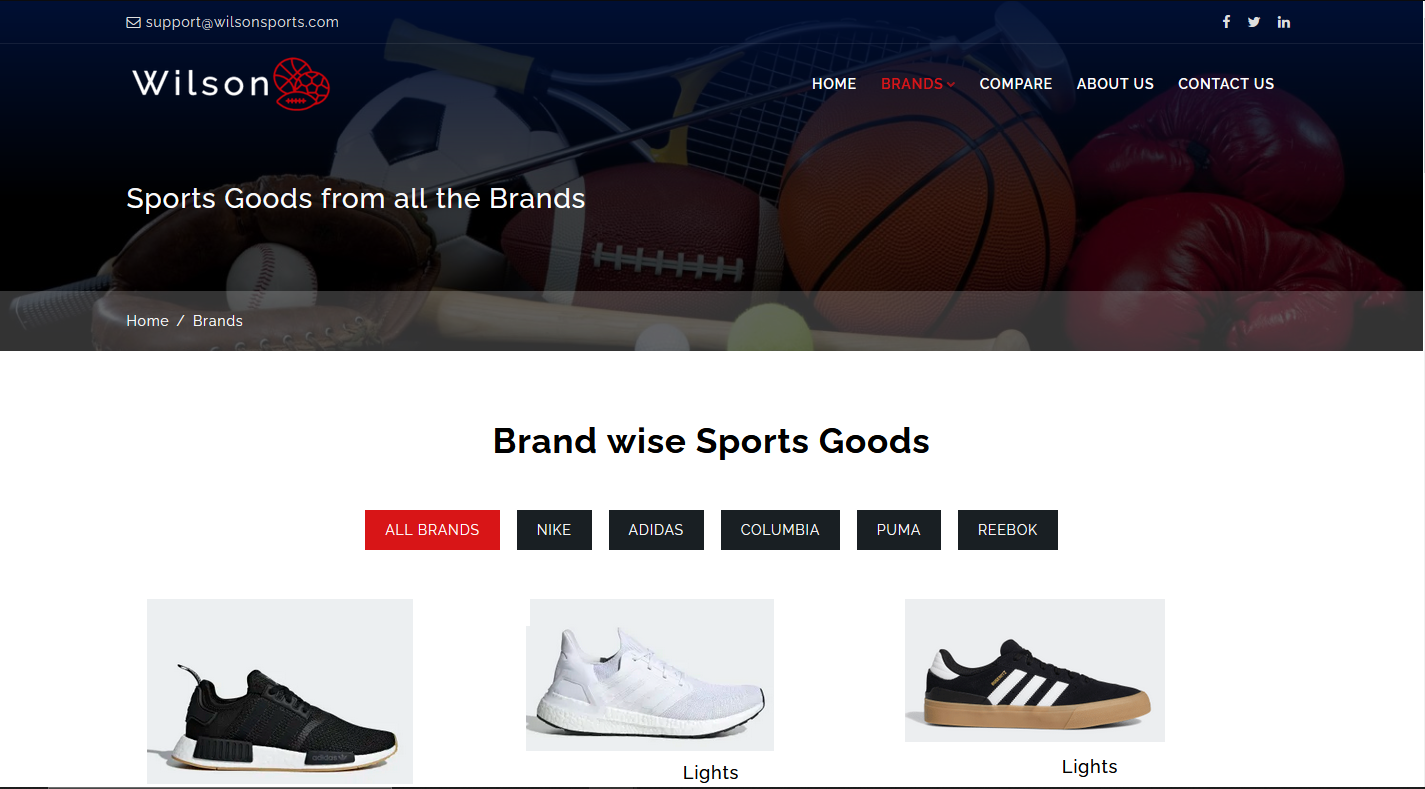 support@wilsonsports.com
Wilson
HOME BRANDS COMPARE ABOUT US CONTACT US
Sports Goods from all the Brands
Home / Brands
Brand wise Sports Goods
ALL BRANDS NIKE ADIDAS COLUMBIA PUMA REEBOK
adidas
Lights
Lights